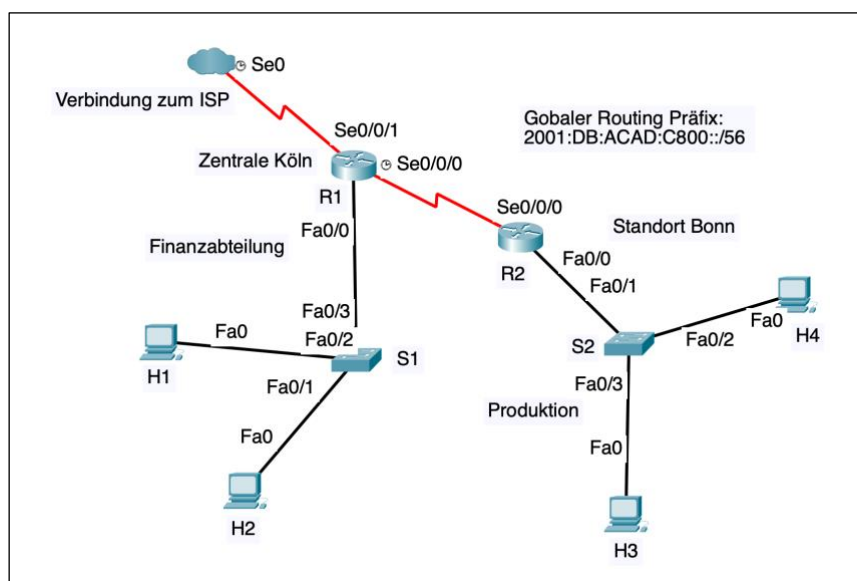 Se0
Verbindung zum ISP
Gobaler Routing Präfix:
2001:DB:ACAD:C800::/56
Se0/0/1
Zentrale Köln
Se0/0/0
R1
Se0/0/0
Fa0/0
Standort Bonn
Finanzabteilung
R2
Fa0/0
Fa0/1
Fa0/3
Fa0/2
Fa0
S1
H1
Fa0/1
Fa0
H2
S2
Fa0
Fa0/2
H4
Fa0/3
Produktion
Fa0
H3